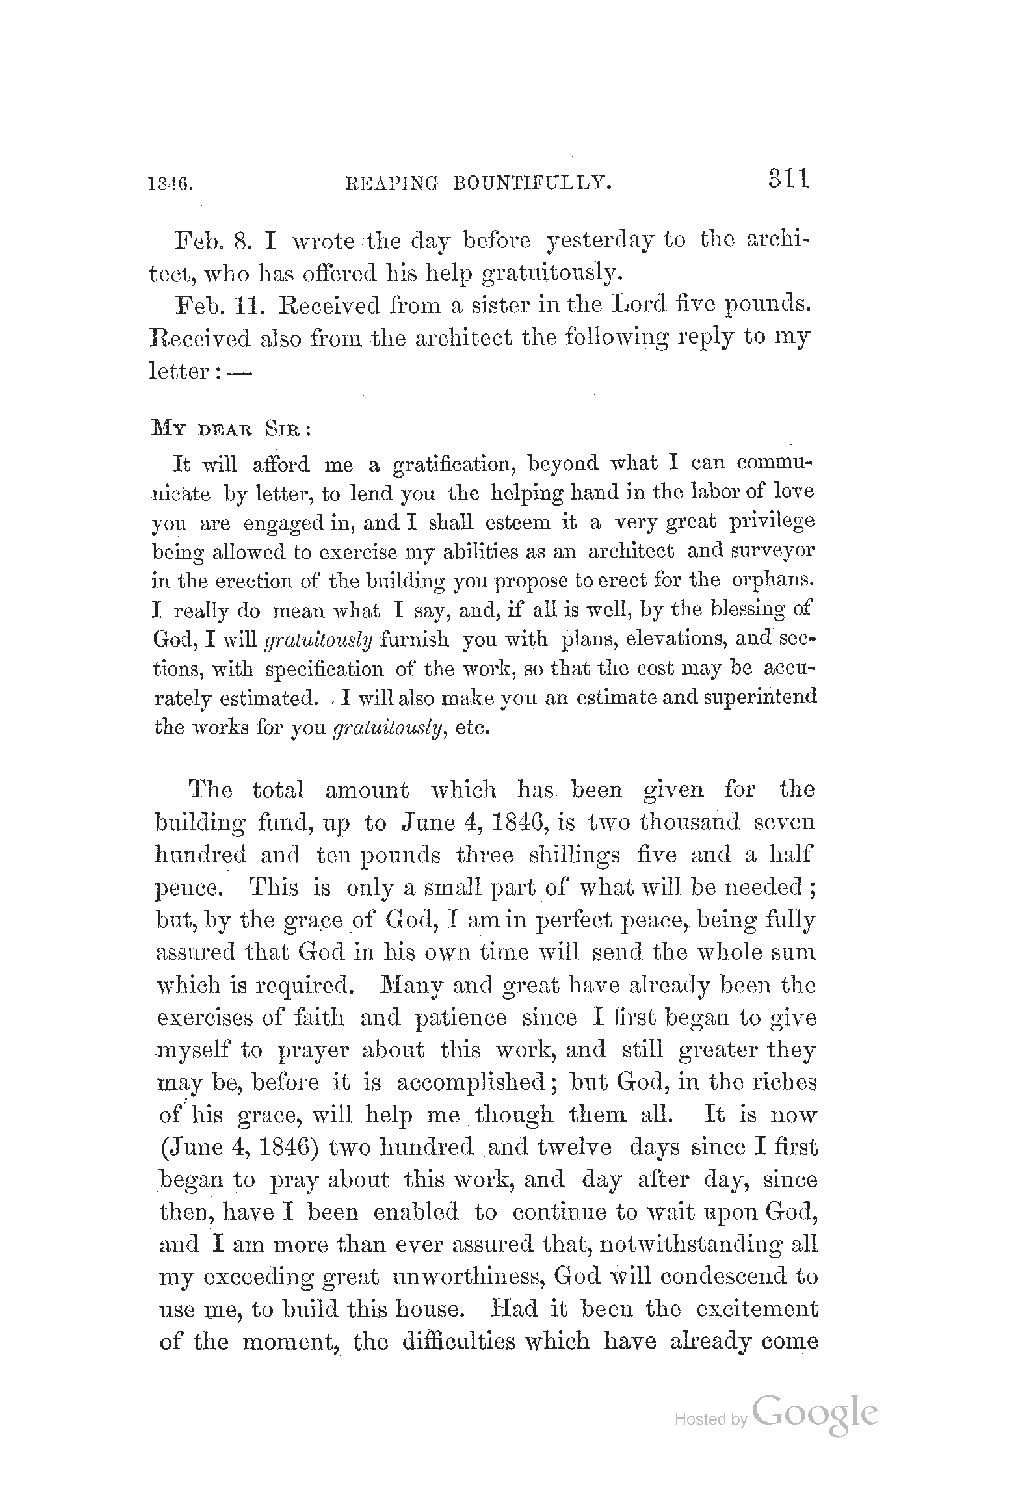 1846. REAPING BOUNTIFULLY. 311
Feb. 8. I wrote the day before yesterday to the archi-
tect, who has offered his help gratuitously.
Feb. 11. Received from a sister in the Lord five pounds.
Received also from the architect the following reply to my
letter: —
MY DEAR SIR:
It will afford me a gratification, beyond what I can commu-
nicate by letter, to lend you the helping hand in the labor of love
you are engaged in, and I shall esteem it a very great privilege
being allowed to exercise my abilities as an architect and surveyor
in the erection of the building you propose to erect for the orphans.
I really do mean what I say, and, if all is well, by the blessing of
God, I will gratuitously furnish you with plans, elevations, and sec-
tions, with specification of the work, so that the cost may be accu-
rately estimated. I will also make you an estimate and superintend
the works for you gratuitously, etc.
The total amount which has been given for the
building fund, up to June 4, 1846, is two thousand seven
hundred and ten pounds three shillings five and a half
pence. This is only a small part of what will be needed;
but, by the grace of God, I am in perfect peace, being fully
assured that God in his own time will send the whole sum
which is required. Many and great have already been the
exercises of faith and patience since I first began to give
myself to prayer about this work, and still greater they
may be, before it is accomplished; but God, in the riches
of his grace, will help me though them all. It is now
(June 4, 1846) two hundred and twelve days since I first
began to pray about this work, and day after day, since
then, have I been enabled to continue to wait upon God,
and I am more than ever assured that, notwithstanding all
my exceeding great unworthiness, God will condescend to
use me, to build this house. Had it been the excitement
of the moment, the difficulties which have already come
Hosted by Google